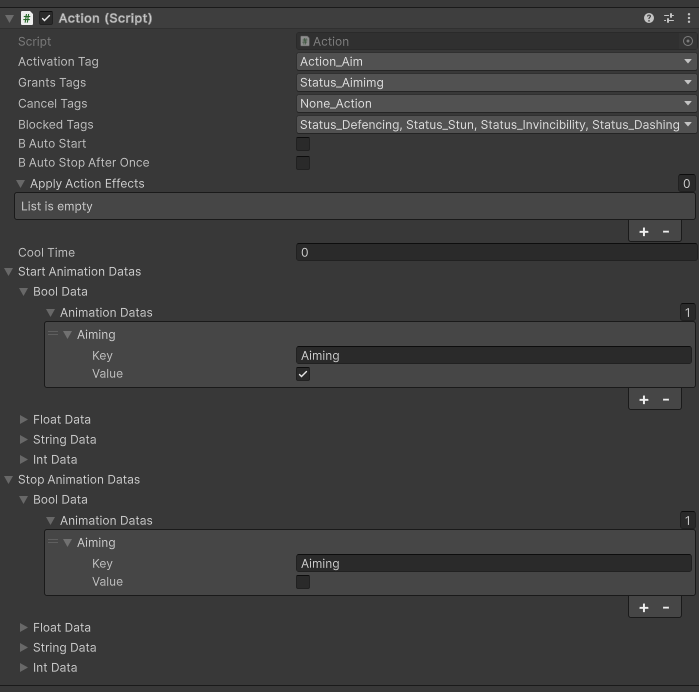 # Action (Script)
Script # Action
Activation Tag Action_Aim
Grants Tags Status_Aimimg
Cancel Tags None_Action
Blocked Tags Status_Defencing, Status_Stun, Status_Invincibility, Status_Dashing
B Auto Start
B Auto Stop After Once
Apply Action Effects 0
List is empty
+ -
Cool Time 0
Start Animation Datas
Bool Data
Animation Datas 1
Aiming
Key Aiming
Value
+ -
Float Data
String Data
Int Data
Stop Animation Datas
Bool Data
Animation Datas 1
Aiming
Key Aiming
Value
+ -
Float Data
String Data
Int Data